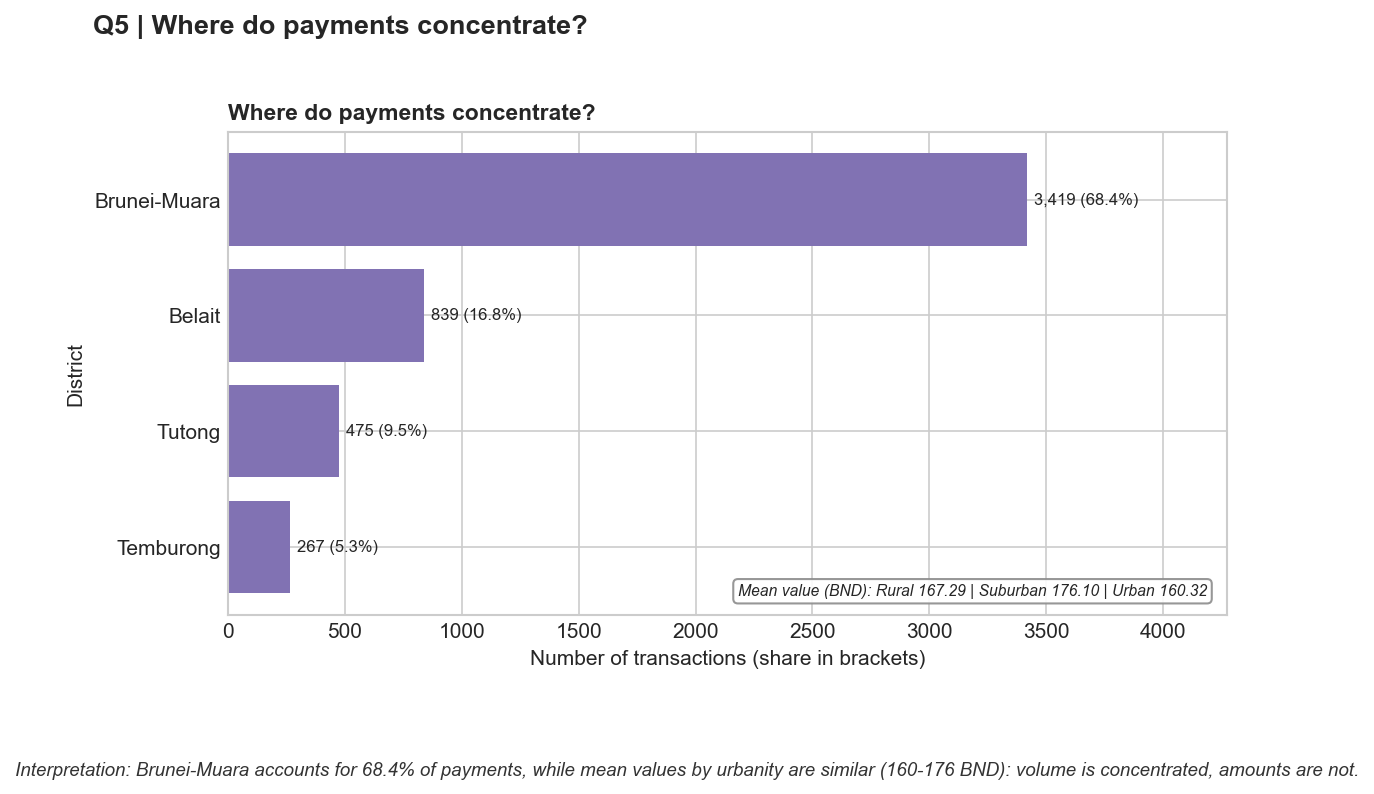 Q5 | Where do payments concentrate?
Where do payments concentrate?
Brunei-Muara
3,419 (68.4%)
Belait
839 (16.8%)
District
Tutong
475 (9.5%)
Temburong
267 (5.3%)
Mean value (BND): Rural 167.29 | Suburban 176.10 | Urban 160.32
0 500 1000 1500 2000 2500 3000 3500 4000
Number of transactions (share in brackets)
Interpretation: Brunei-Muara accounts for 68.4% of payments, while mean values by urbanity are similar (160-176 BND): volume is concentrated, amounts are not.